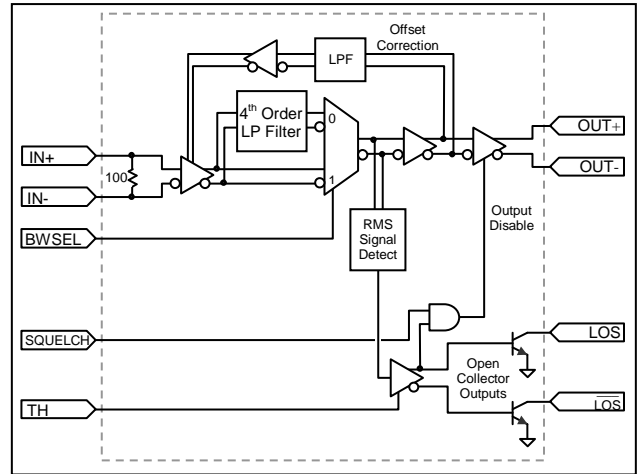 Offset
Correction
LPF
4th Order
LP Filter
0
IN+
100
IN-
1
OUT+
OUT-
BWSEL
RMS
Signal
Detect
Output
Disable
SQUELCH
LOS
Open
Collector
Outputs
TH
LOS